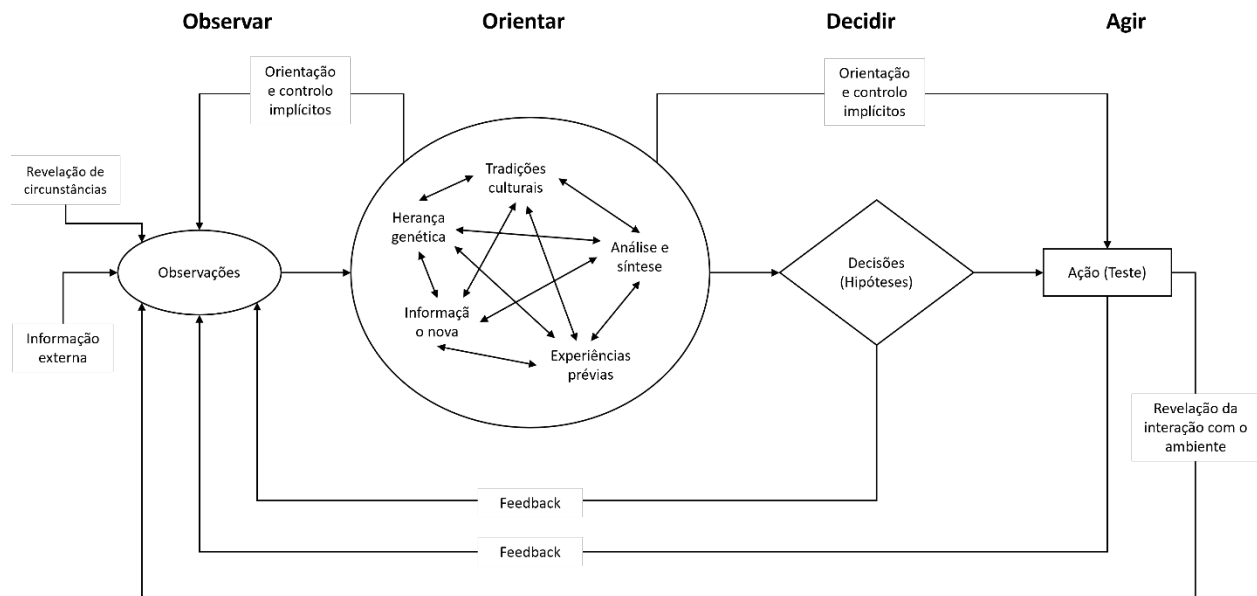 Observar
Orientar
Decidir
Agir
Orientação
e controlo
implícitos
Orientação
e controlo
implícitos
Revelação de
circunstâncias
Tradições
culturais
Herança
genética
Análise e
síntese
Observações
Decisões
(Hipóteses)
Ação (Teste)
Informaçã
o nova
Informação
externa
Experiências
prévias
Revelação da
interação com o
ambiente
Feedback
Feedback